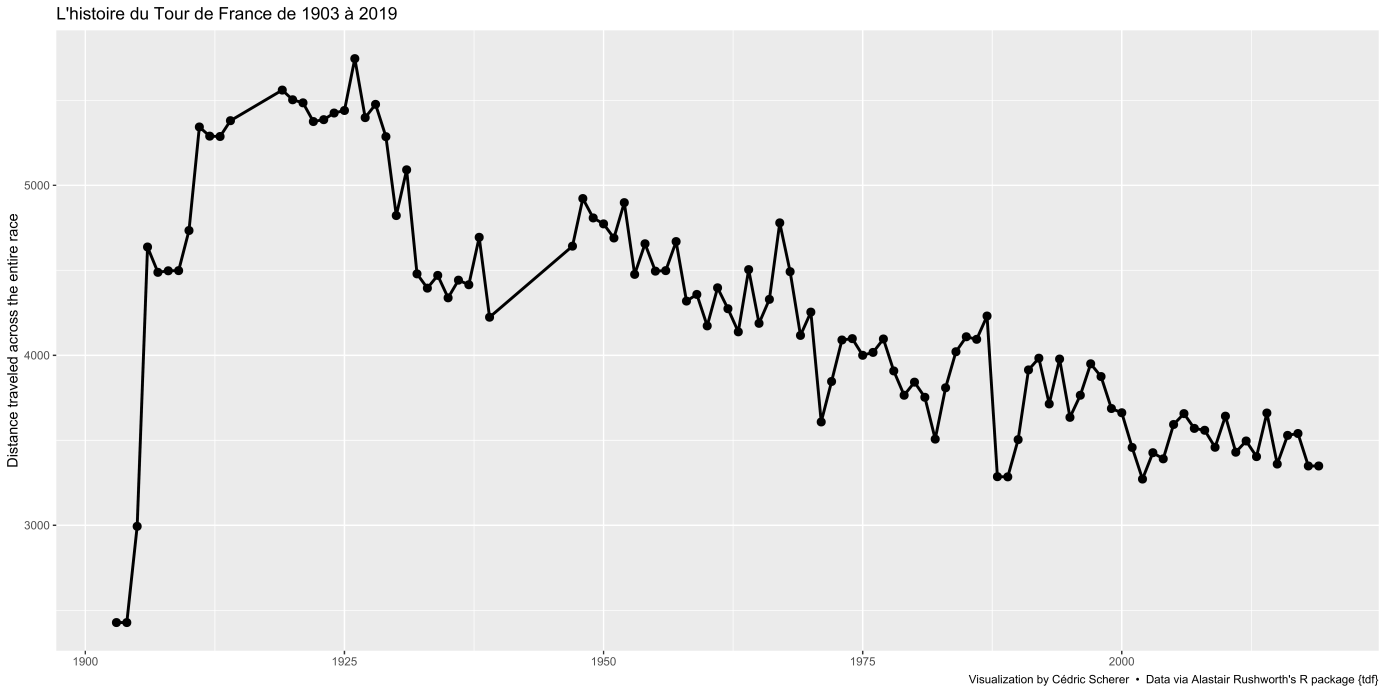 L'histoire du Tour de France de 1903 à 2019
Distance traveled across the entire race
5000
4000
3000
1900
1925
1950
1975
2000
Visualization by Cédric Scherer • Data via Alastair Rushworth's R package {tdf}